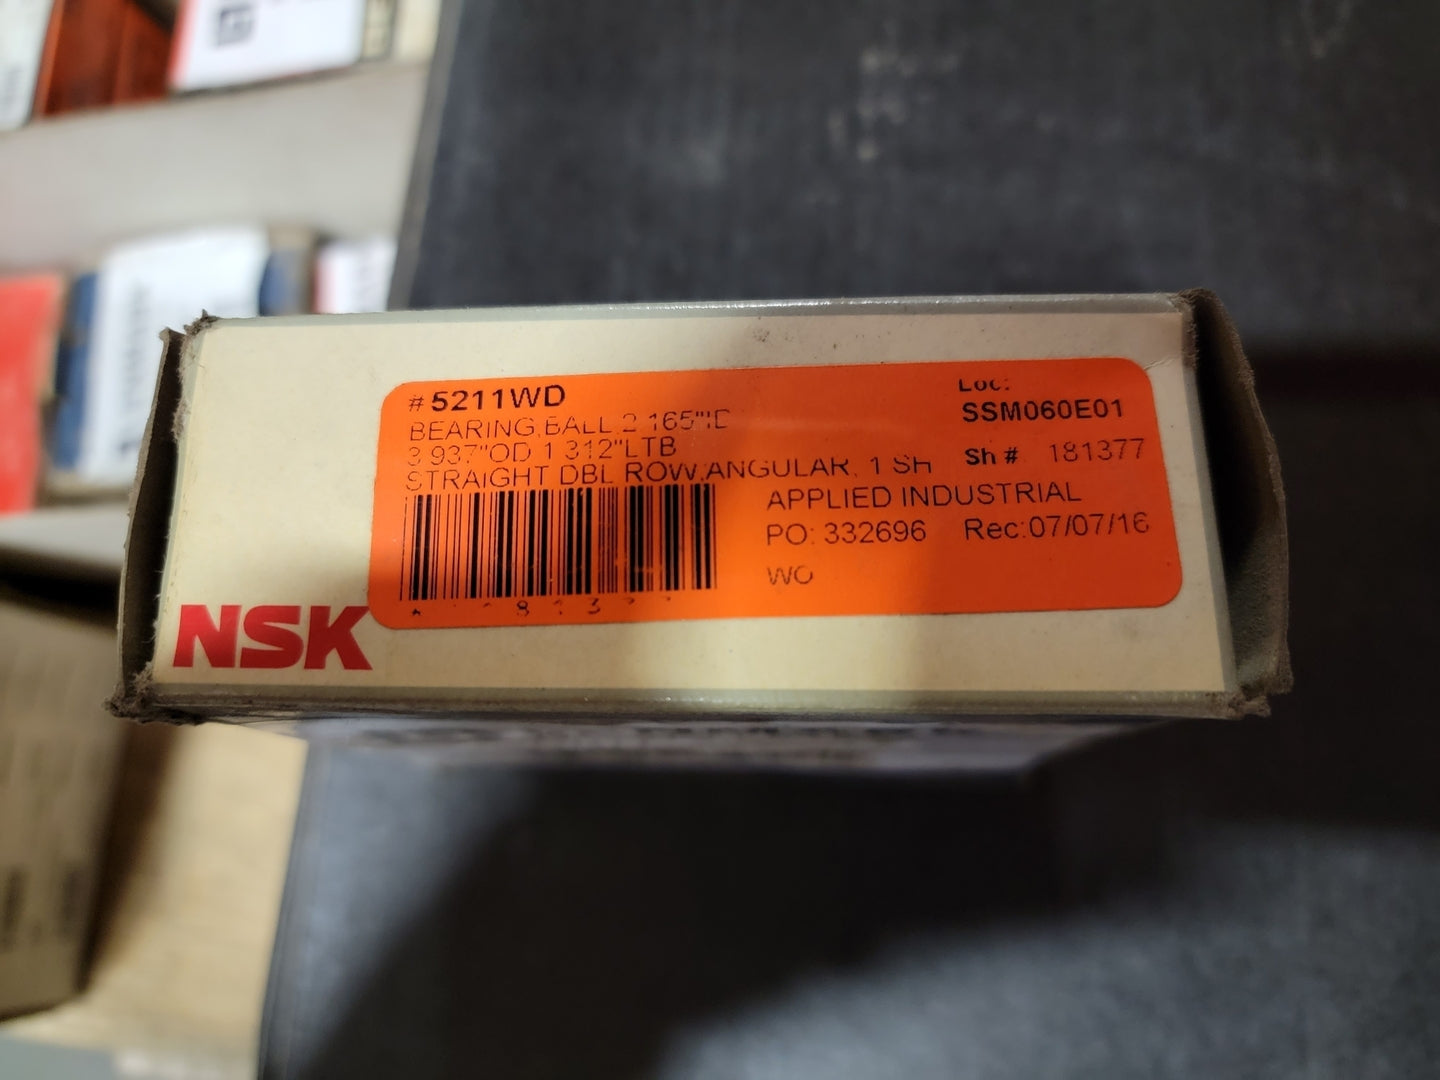 #5211WD
BEARING,BALL,2.165"ID
3.937"OD 1.312"LTB
STRAIGHT DBL ROW,ANGULAR, 1 SH
Loc:
SSM060E01
Sh # 181377
APPLIED INDUSTRIAL
PO: 332696 Rec:07/07/16
WO
NSK